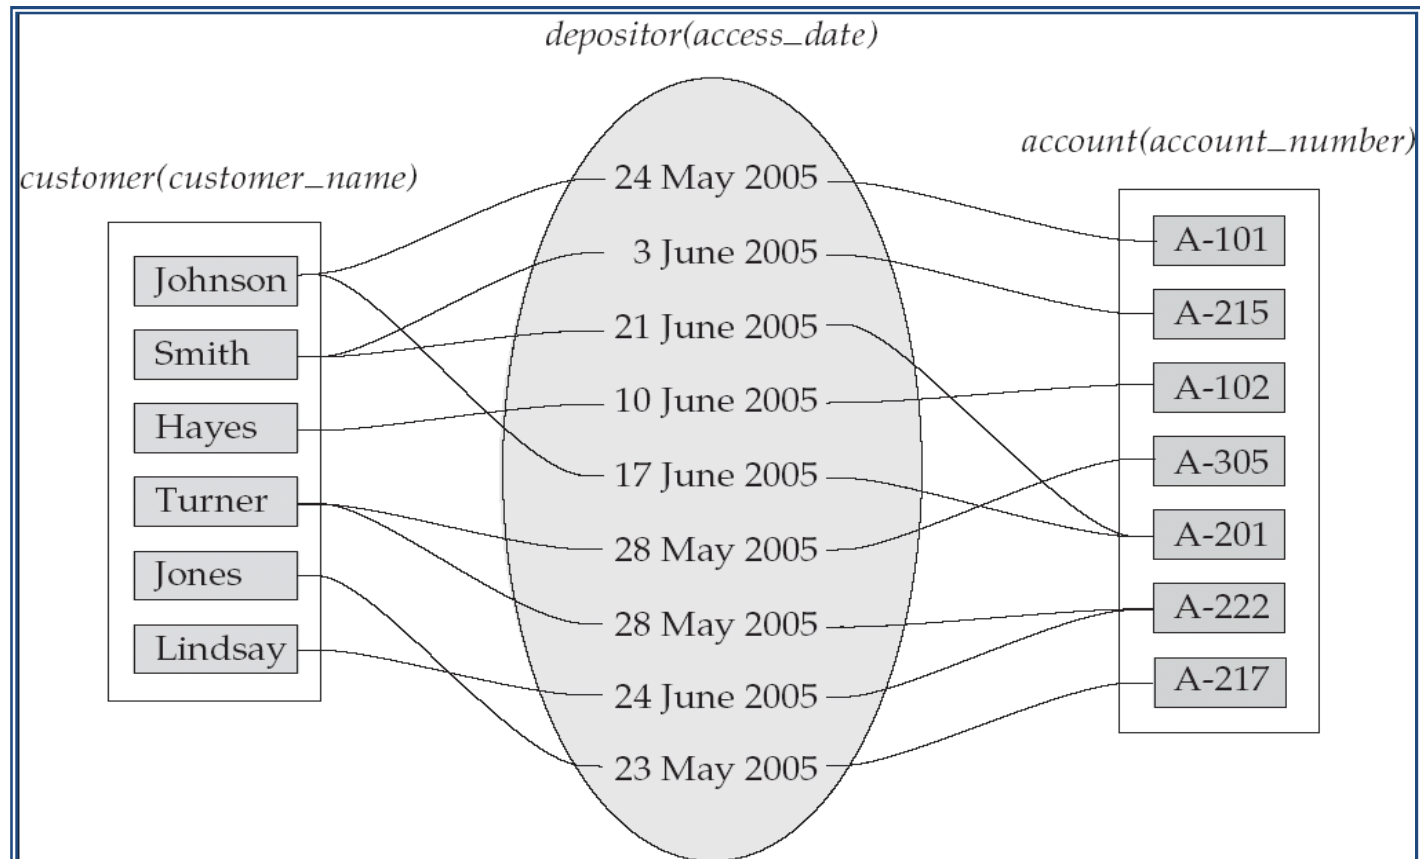 depositor(access_date)
customer(customer_name)
Johnson
Smith
Hayes
Turner
Jones
Lindsay
24 May 2005
3 June 2005
21 June 2005
10 June 2005
17 June 2005
28 May 2005
28 May 2005
24 June 2005
23 May 2005
account(account_number)
A-101
A-215
A-102
A-305
A-201
A-222
A-217